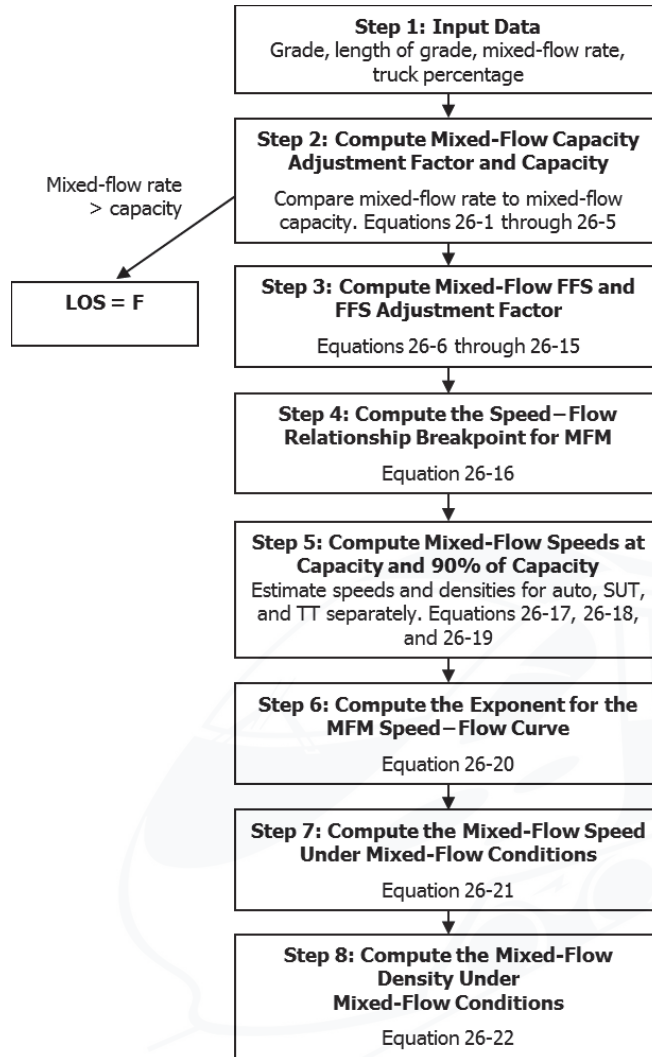 Step 1: Input Data
Grade, length of grade, mixed-flow rate,
truck percentage
Step 2: Compute Mixed-Flow Capacity
Adjustment Factor and Capacity
Compare mixed-flow rate to mixed-flow
capacity. Equations 26-1 through 26-5
Mixed-flow rate
> capacity
LOS = F
Step 3: Compute Mixed-Flow FFS and
FFS Adjustment Factor
Equations 26-6 through 26-15
Step 4: Compute the Speed–Flow
Relationship Breakpoint for MFM
Equation 26-16
Step 5: Compute Mixed-Flow Speeds at
Capacity and 90% of Capacity
Estimate speeds and densities for auto, SUT,
and TT separately. Equations 26-17, 26-18,
and 26-19
Step 6: Compute the Exponent for the
MFM Speed–Flow Curve
Equation 26-20
Step 7: Compute the Mixed-Flow Speed
Under Mixed-Flow Conditions
Equation 26-21
Step 8: Compute the Mixed-Flow
Density Under
Mixed-Flow Conditions
Equation 26-22